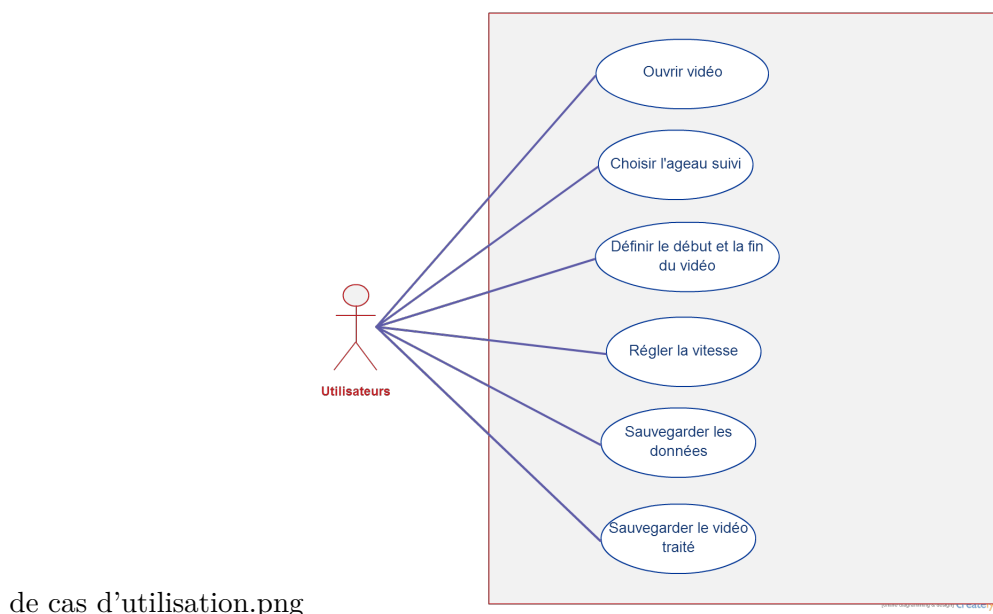 Ouvrir vidéo
Choisir l'ageau suivi
Définir le début et la fin
du vidéo
Régler la vitesse
Utilisateurs
Sauvegarder les
données
Sauvegarder le vidéo
traité
de cas d'utilisation.png